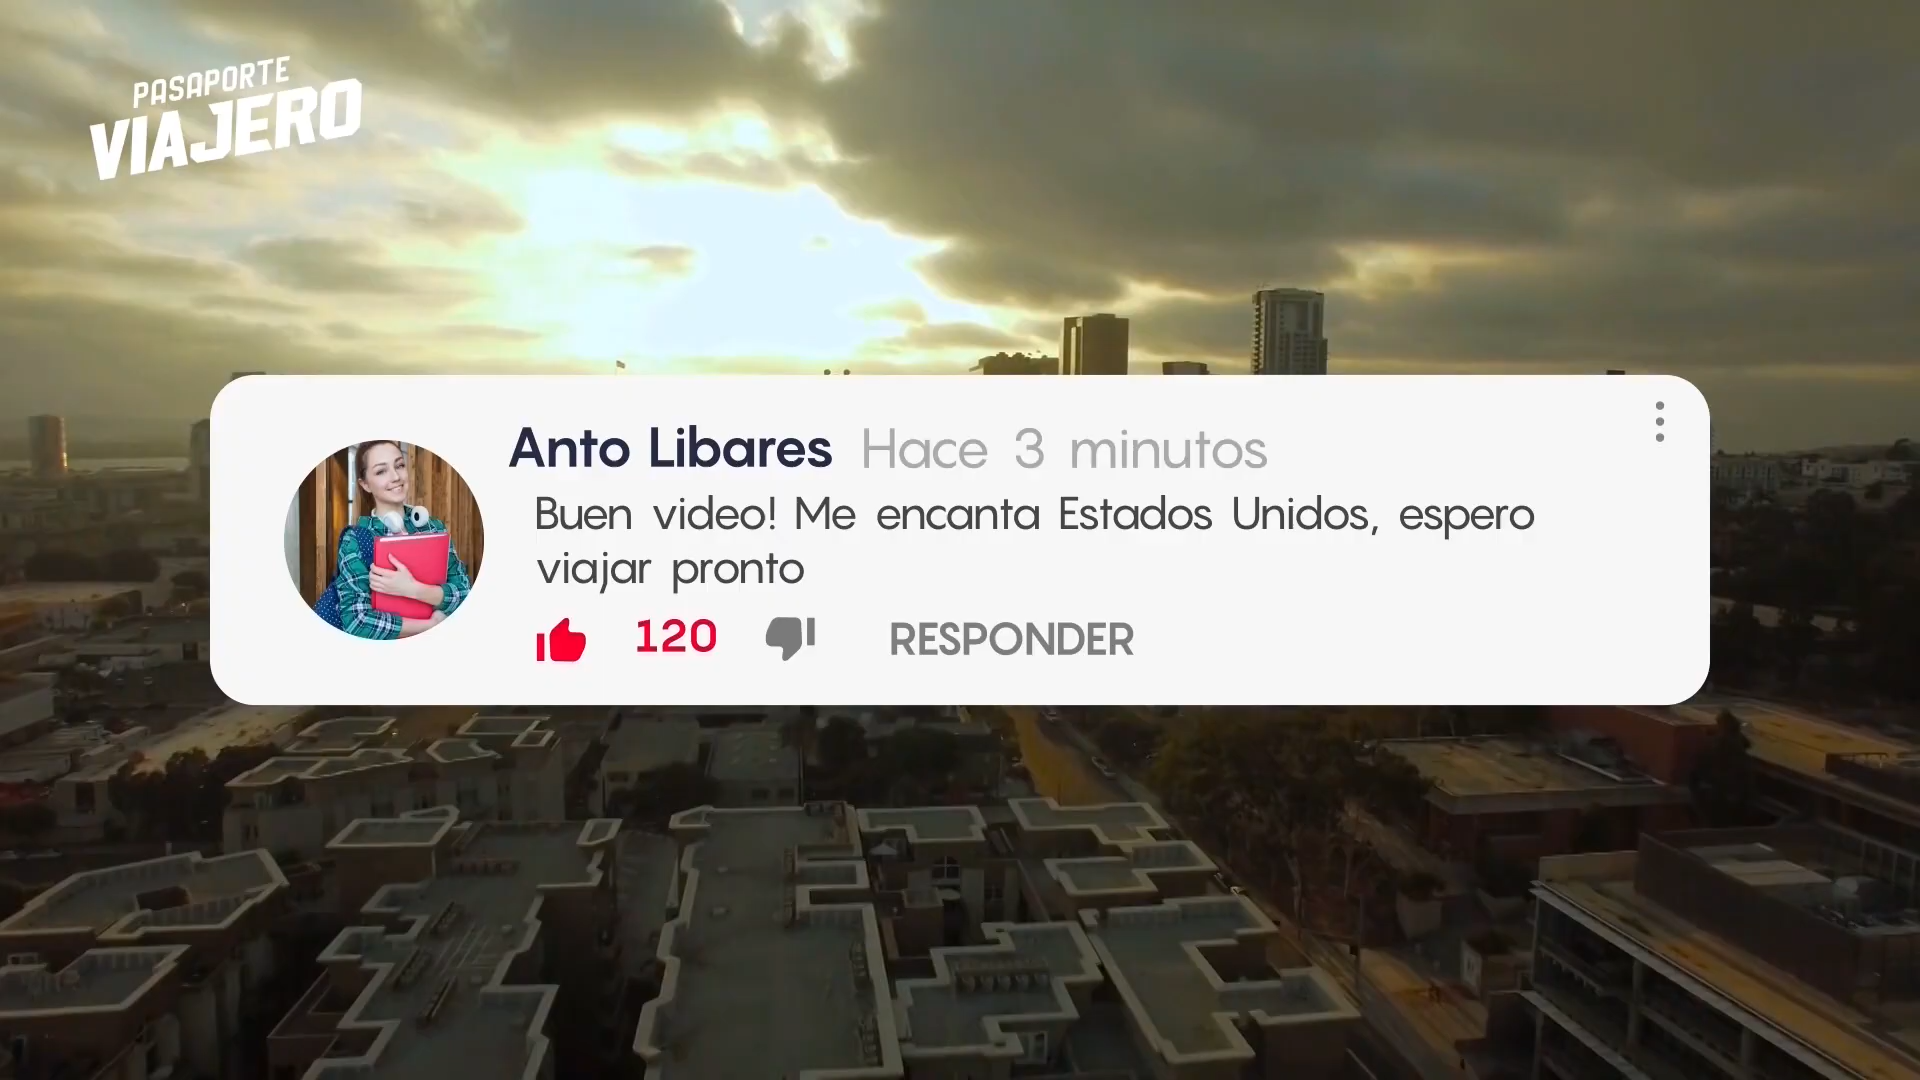 PASAPORTE
VIAJERO
Anto Libares Hace 3 minutos
Buen video! Me encanta Estados Unidos, espero
viajar pronto
120 RESPONDER